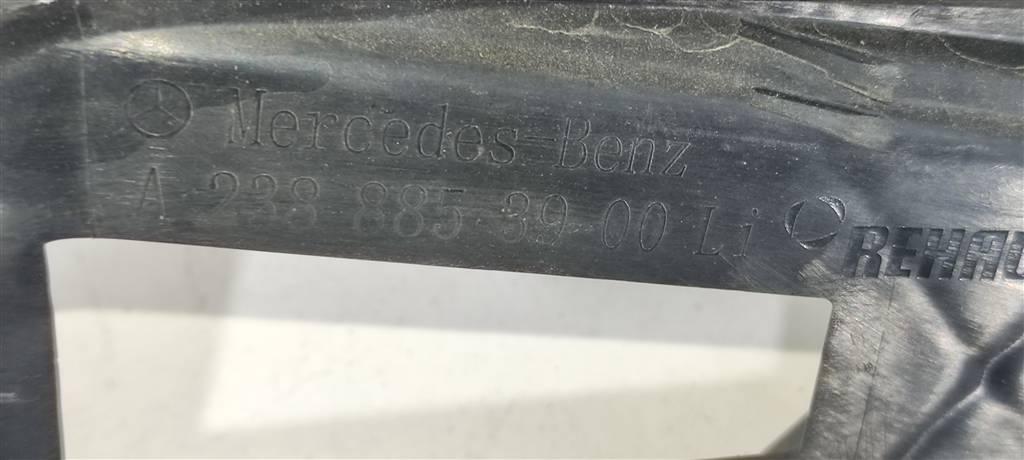 Mercedes-Benz
A 238 885 39 00 Li
REHAU